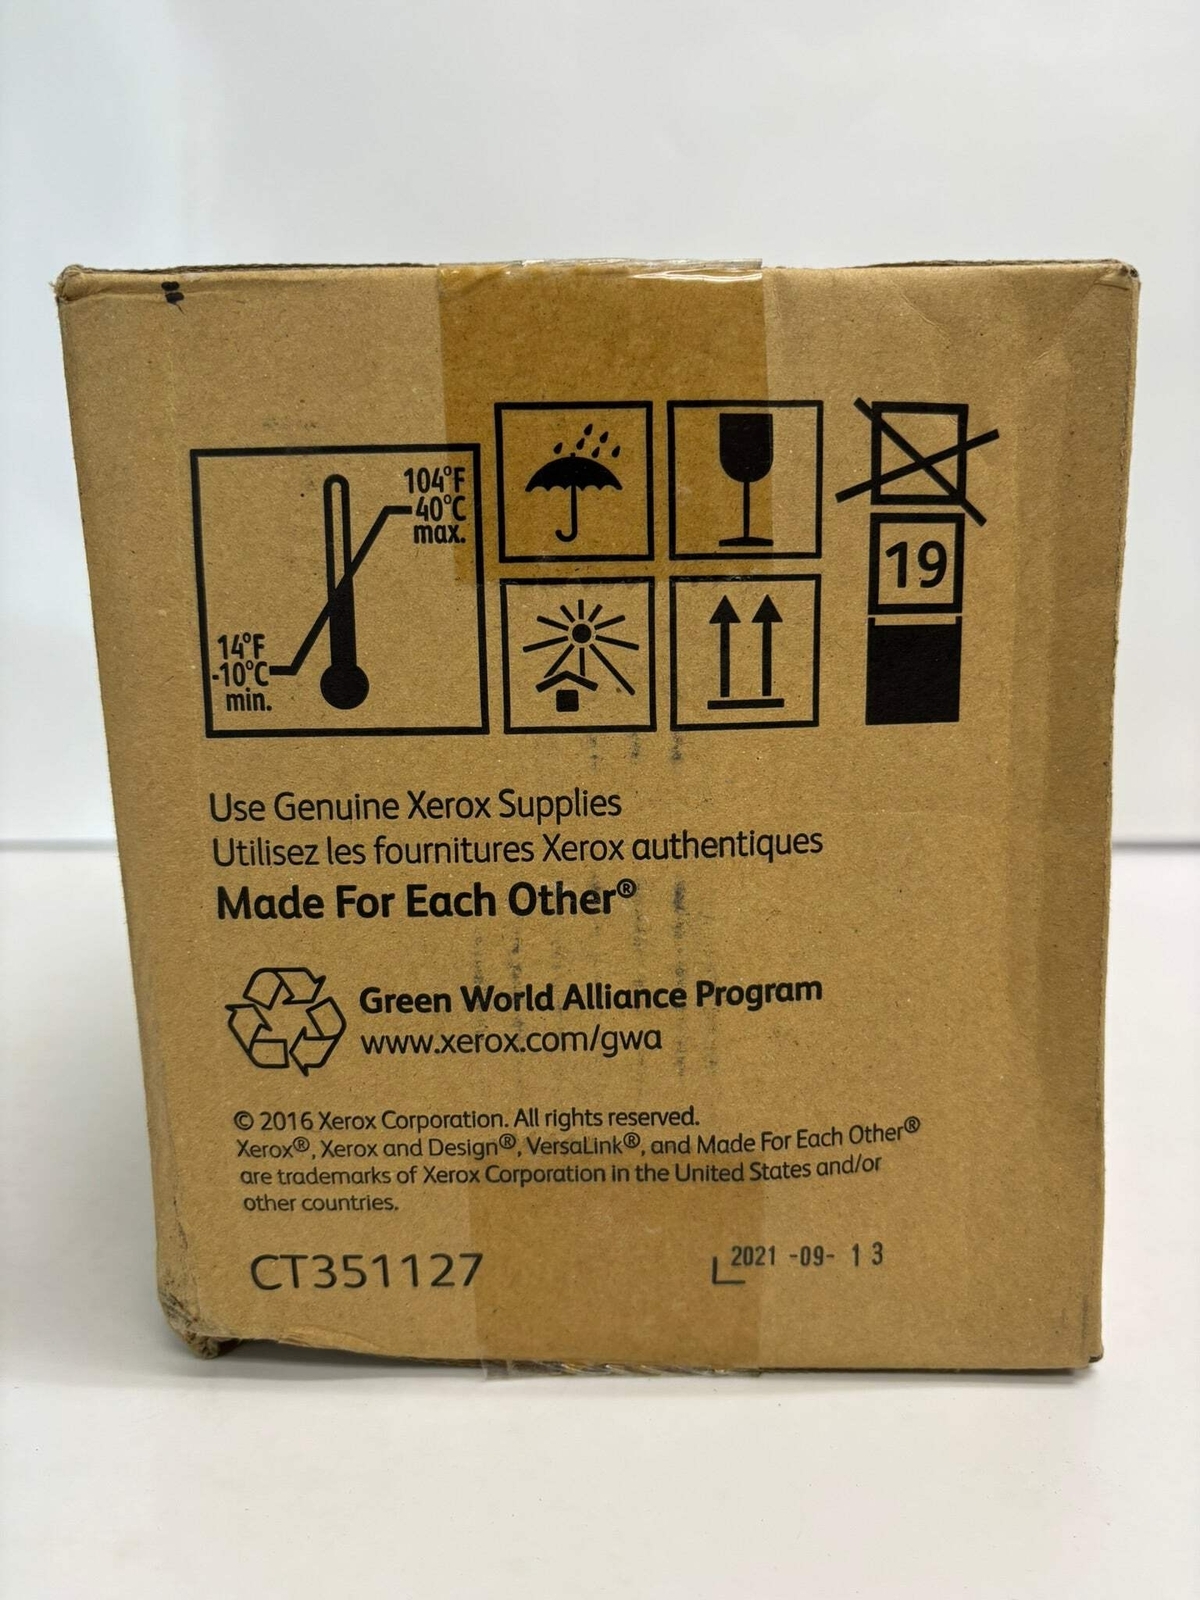 104°F
40°C
max.
14°F
-10°C
min.
19
Use Genuine Xerox Supplies
Utilisez les fournitures Xerox authentiques
Made For Each Other®
Green World Alliance Program
www.xerox.com/gwa
© 2016 Xerox Corporation. All rights reserved.
Xerox®, Xerox and Design®, VersaLink®, and Made For Each Other®
are trademarks of Xerox Corporation in the United States and/or
other countries.
CT351127
2021 -09- 13